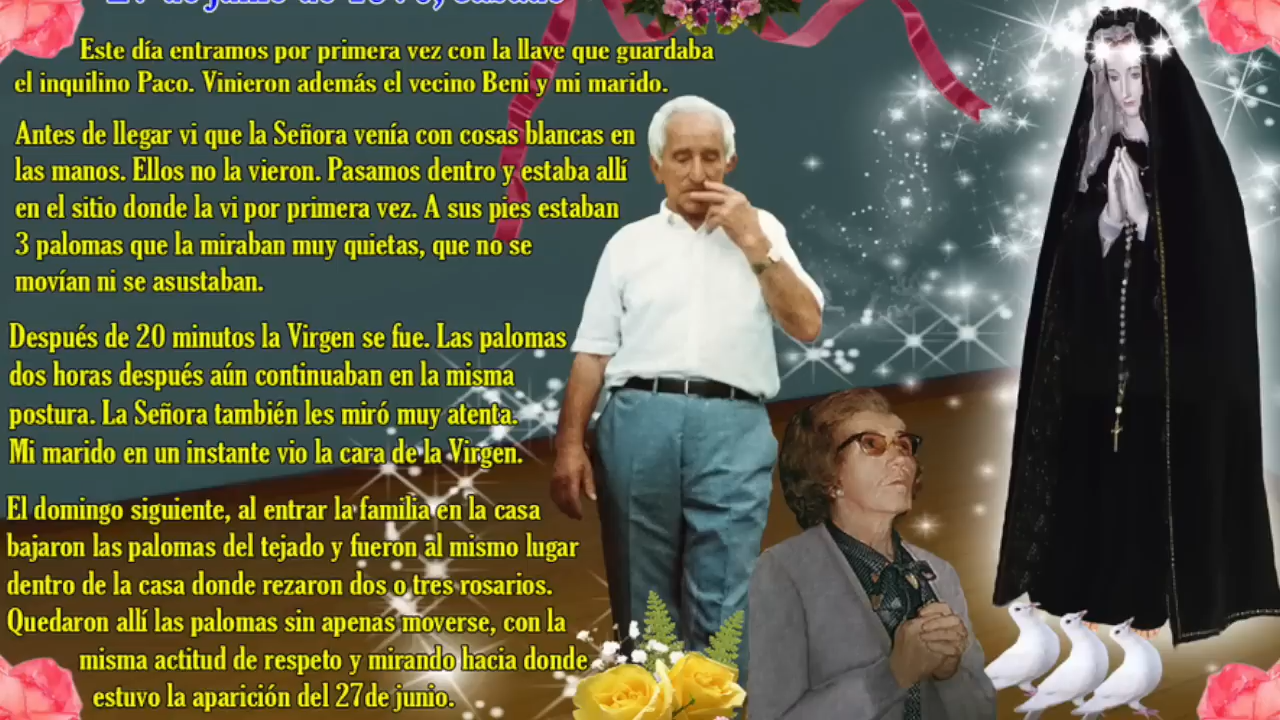 27 de junio de 1970, sábado
Este día entramos por primera vez con la llave que guardaba
el inquilino Paco. Vinieron además el vecino Beni y mi marido.
Antes de llegar vi que la Señora venía con cosas blancas en
las manos. Ellos no la vieron. Pasamos dentro y estaba allí
en el sitio donde la vi por primera vez. A sus pies estaban
3 palomas que la miraban muy quietas, que no se
movían ni se asustaban.
Después de 20 minutos la Virgen se fue. Las palomas
dos horas después aún continuaban en la misma
postura. La Señora también les miró muy atenta.
Mi marido en un instante vio la cara de la Virgen.
El domingo siguiente, al entrar la familia en la casa
bajaron las palomas del tejado y fueron al mismo lugar
dentro de la casa donde rezaron dos o tres rosarios.
Quedaron allí las palomas sin apenas moverse, con la
misma actitud de respeto y mirando hacia donde
estuvo la aparición del 27de junio.